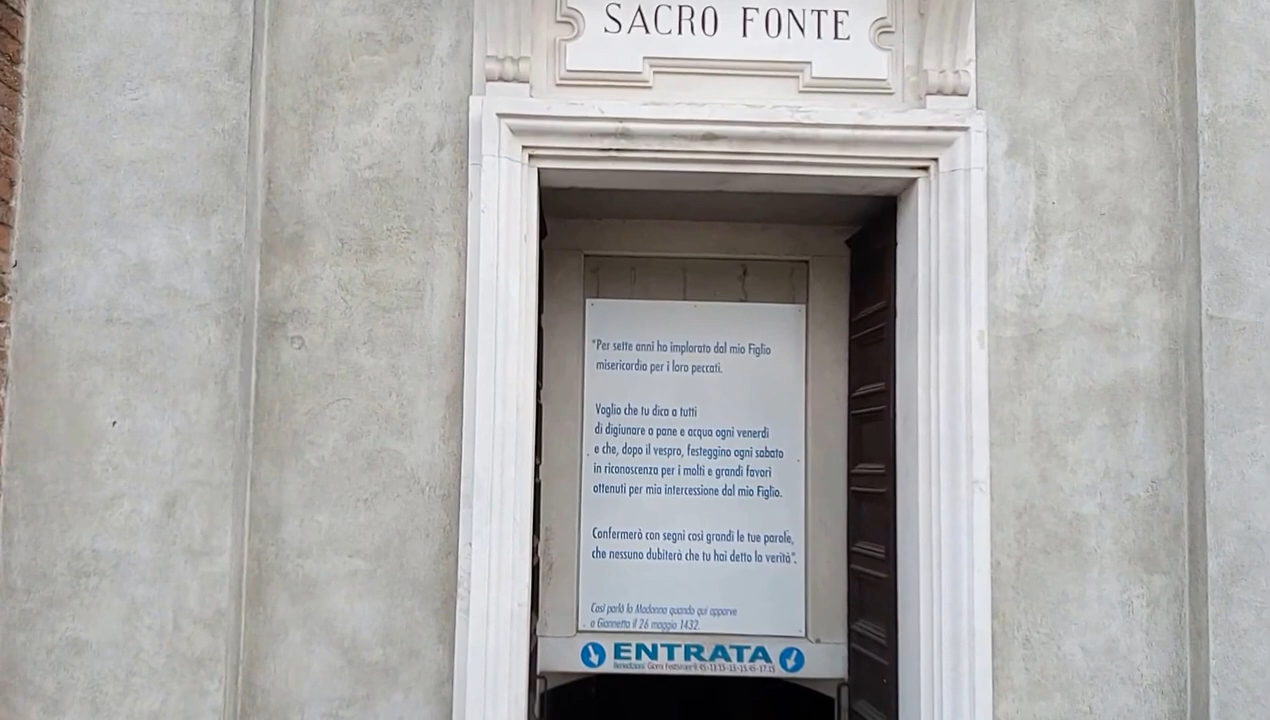 SACRO FONTE
"Per sette anni ho implorato dal mio Figlio
misericordia per i loro peccati.
Voglio che tu dica a tutti
di digiunare a pane e acqua ogni venerdì
e che, dopo il vespro, festeggino ogni sabato
in riconoscenza per i molti e grandi favori
ottenuti per mia intercessione dal mio Figlio.
Confermerò con segni così grandi le tue parole,
che nessuno dubiterà che tu hai detto la verità".
Così parlò la Madonna quando qui apparve
a Giannetta il 26 maggio 1432.
ENTRATA
Benedizioni: Giorni Festivi